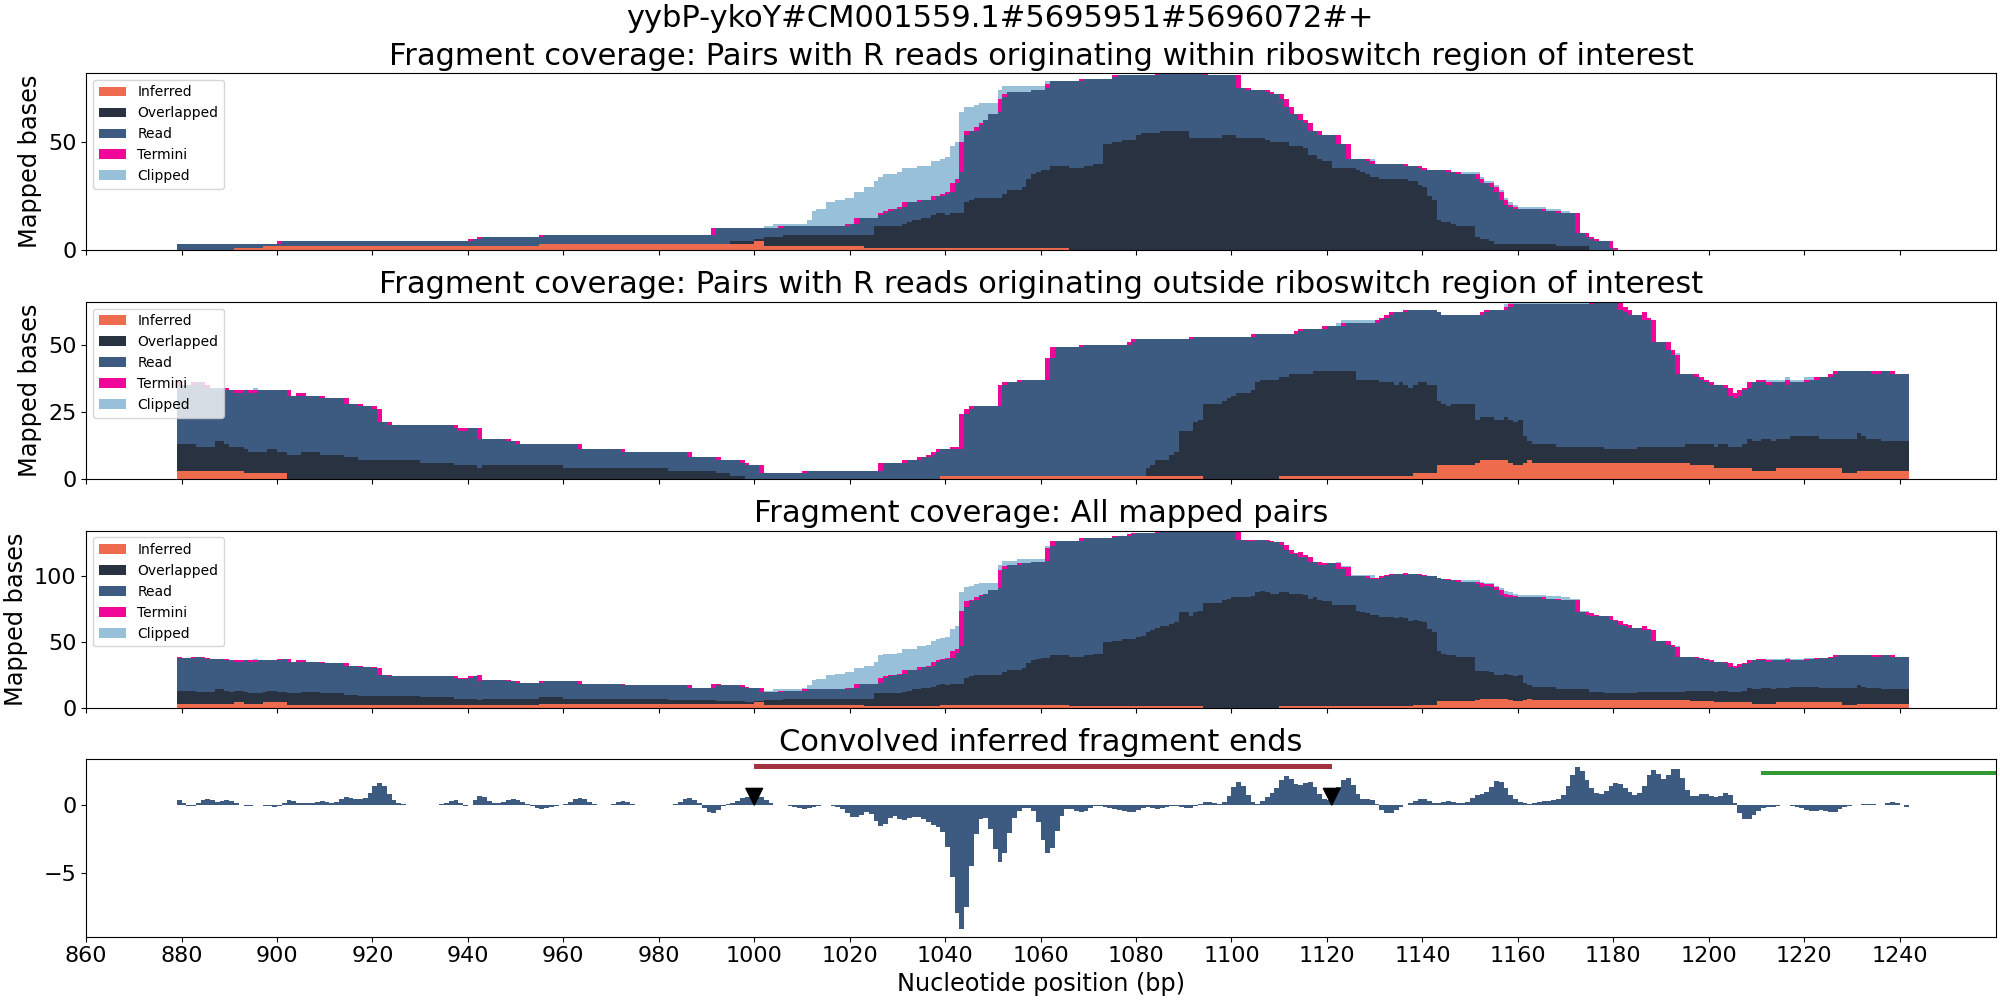 yybP-ykoY#CM001559.1#5695951#5696072#+
Fragment coverage: Pairs with R reads originating within riboswitch region of interest
Mapped bases
50
0
Inferred
Overlapped
Read
Termini
Clipped
Fragment coverage: Pairs with R reads originating outside riboswitch region of interest
Mapped bases
50
25
0
Inferred
Overlapped
Read
Termini
Clipped
Fragment coverage: All mapped pairs
Mapped bases
100
50
0
Inferred
Overlapped
Read
Termini
Clipped
Convolved inferred fragment ends
0
−5
860 880 900 920 940 960 980 1000 1020 1040 1060 1080 1100 1120 1140 1160 1180 1200 1220 1240
Nucleotide position (bp)